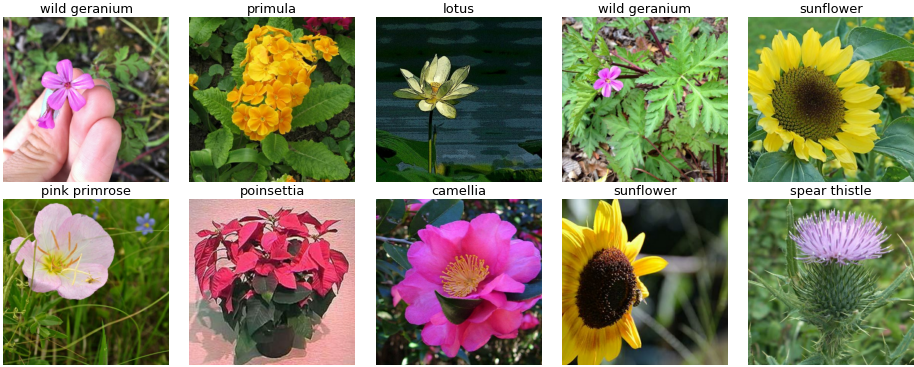 wild geranium
primula
lotus
wild geranium
sunflower
pink primrose
poinsettia
camellia
sunflower
spear thistle